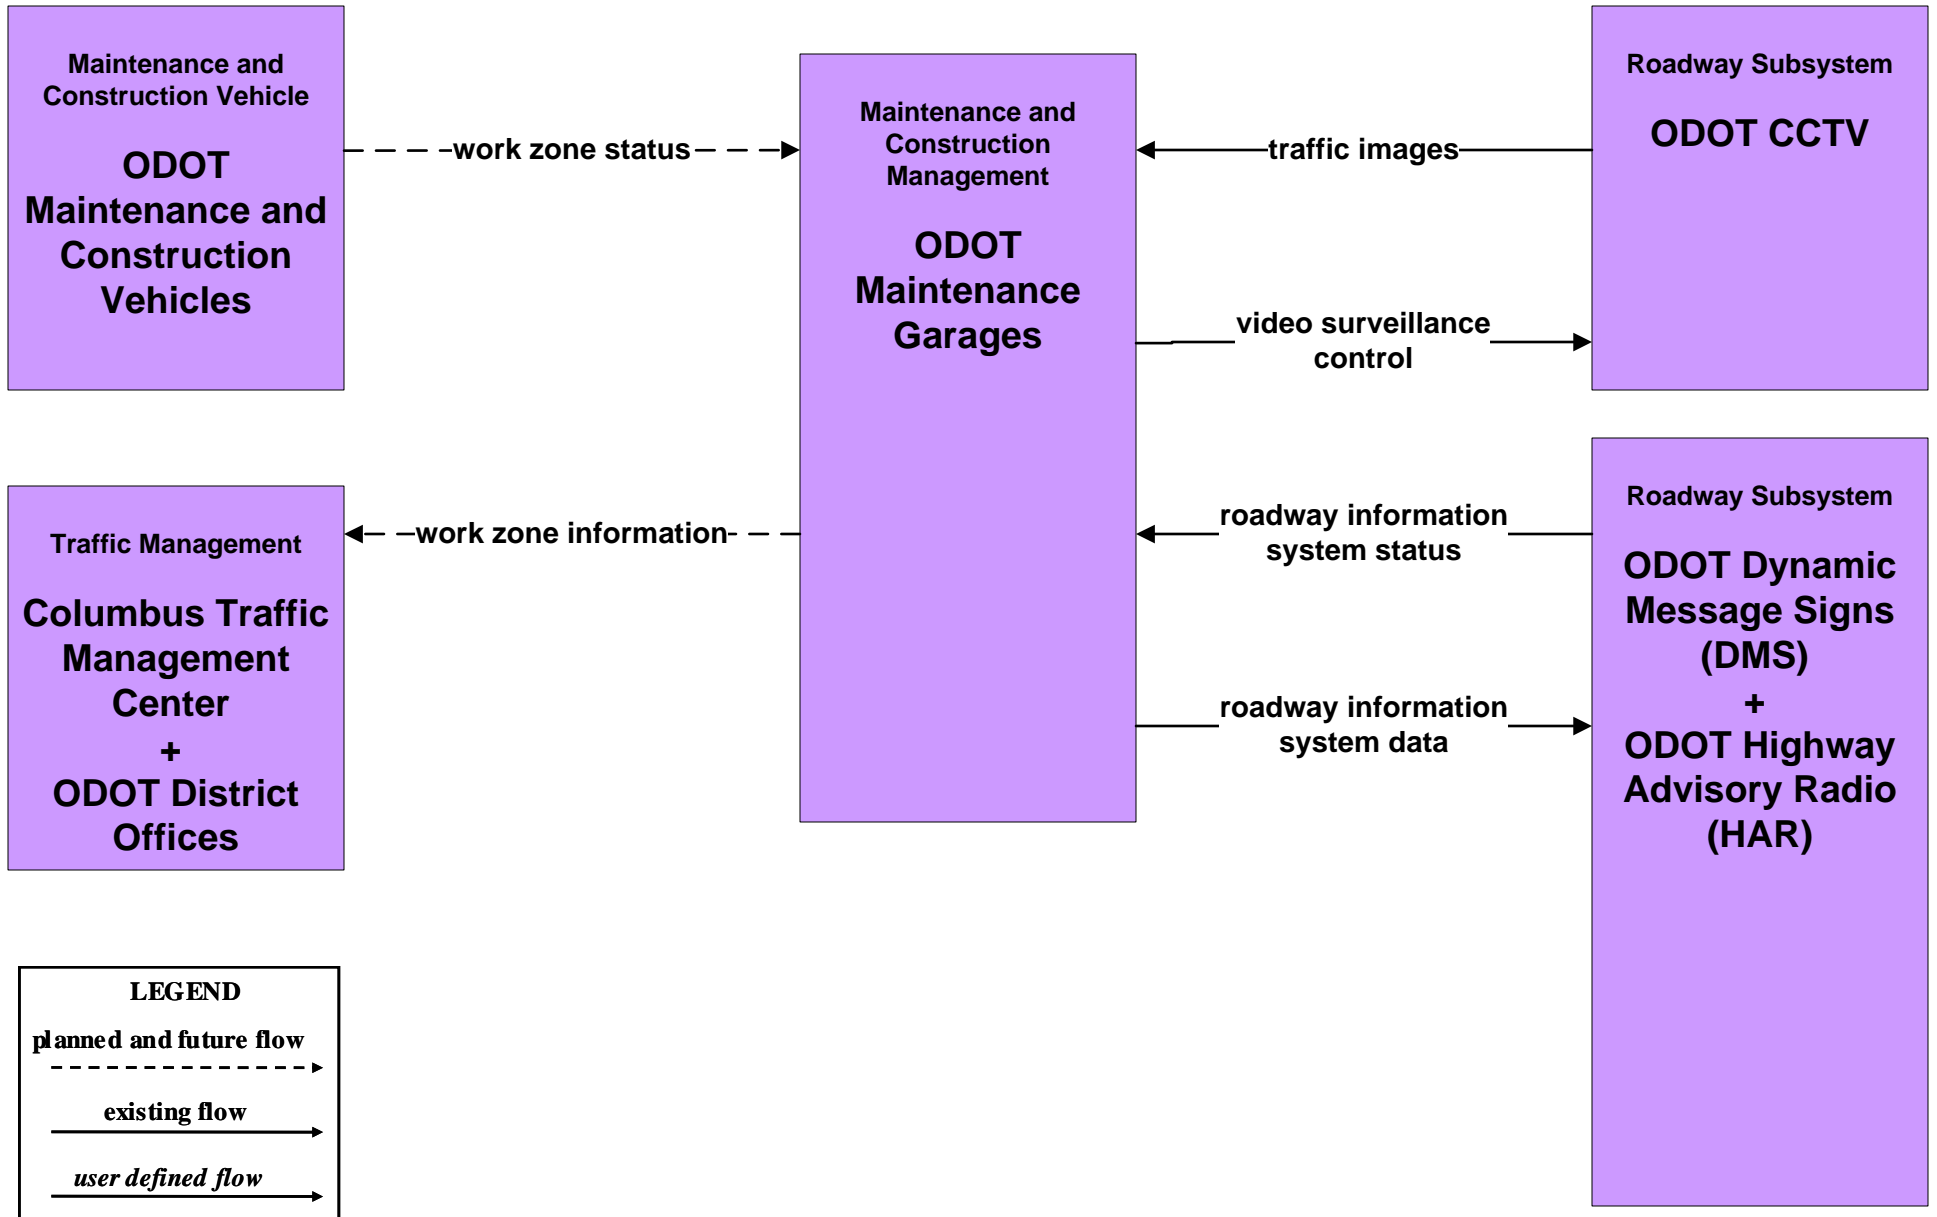 Maintenance and
Construction Vehicle
ODOT
Maintenance and
Construction
Vehicles
work zone status
Maintenance and
Construction
Management
ODOT
Maintenance
Garages
traffic images
Roadway Subsystem
ODOT CCTV
video surveillance
control
Traffic Management
Columbus Traffic
Management
Center
+
ODOT District
Offices
work zone information
roadway information
system status
roadway information
system data
Roadway Subsystem
ODOT Dynamic
Message Signs
(DMS)
+
ODOT Highway
Advisory Radio
(HAR)
LEGEND
planned and future flow
existing flow
user defined flow